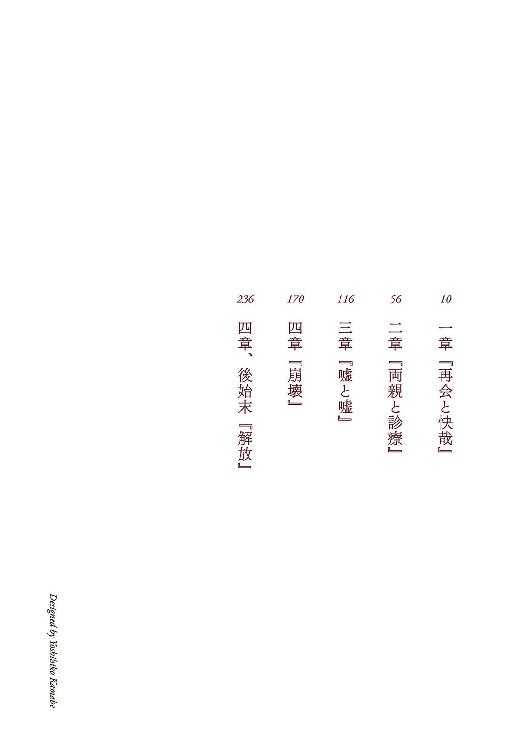 10 一章『再会と快哉』
56 二章『両親と診療』
116 三章『嘘と嘘』
170 四章『崩壊』
236 四章、後始末『解放』
Designed by Yoshihiko Kamabe